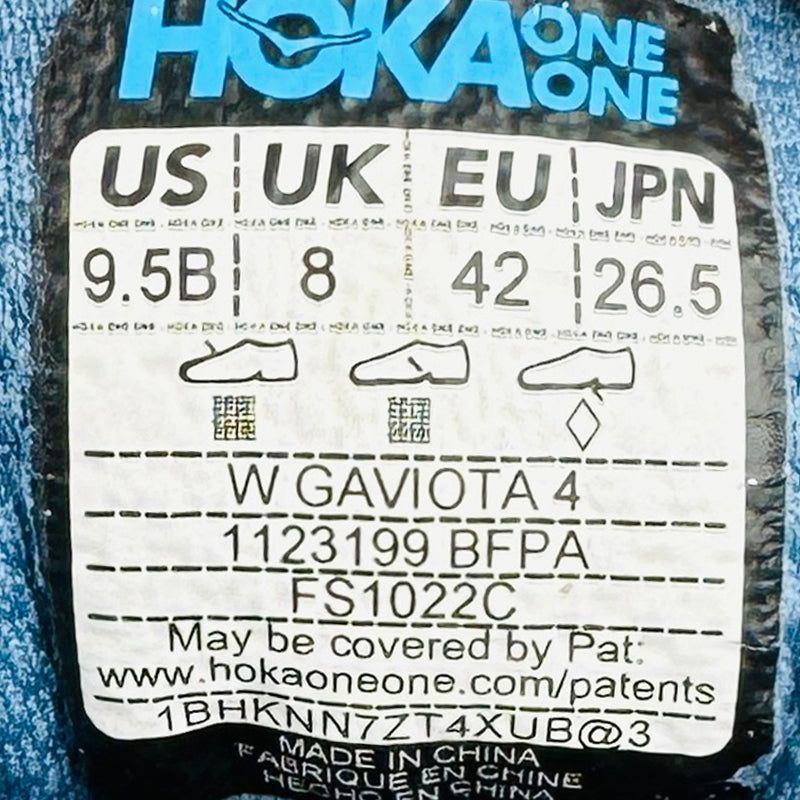 HOKA ONE ONE
US UK EU JPN
9.5B 8 42 26.5
W GAVIOTA 4
1123199 BFPA
FS1022C
May be covered by Pat:
www.hokaoneone.com/patents
1BHKNN7ZT4XUB@3
MADE IN CHINA
FABRIQUE EN CHINE
HECHO EN CHINA